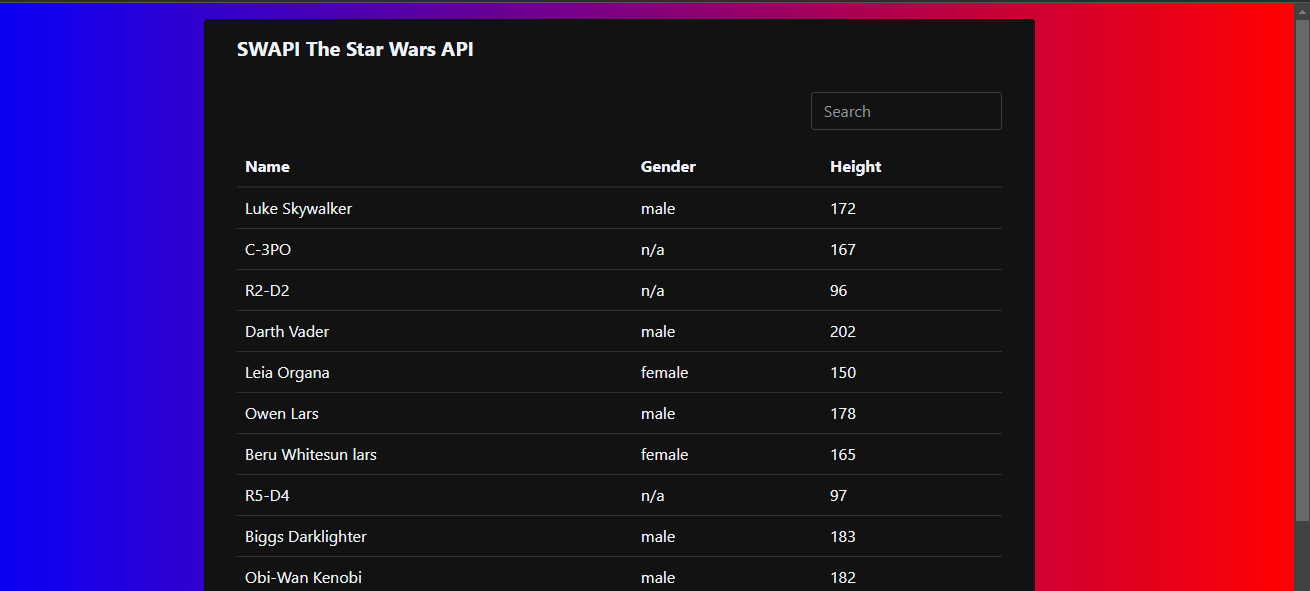 SWAPI The Star Wars API
Search
Name Gender Height
Luke Skywalker male 172
C-3PO n/a 167
R2-D2 n/a 96
Darth Vader male 202
Leia Organa female 150
Owen Lars male 178
Beru Whitesun lars female 165
R5-D4 n/a 97
Biggs Darklighter male 183
Obi-Wan Kenobi male 182